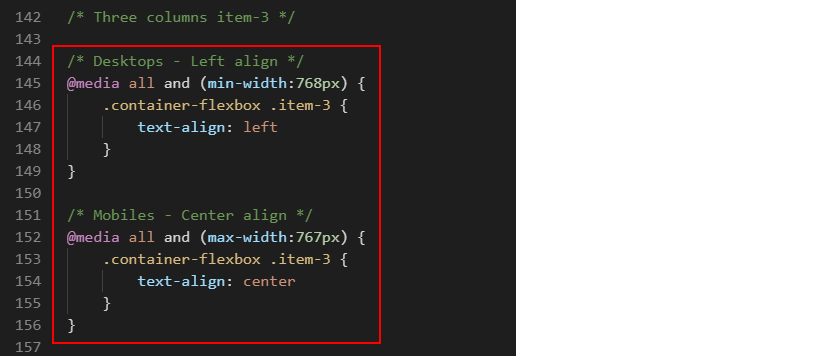 142 /* Three columns item-3 */
143
144 /* Desktops - Left align */
145 @media all and (min-width:768px) {
146     .container-flexbox .item-3 {
147         text-align: left
148     }
149 }
150
151 /* Mobiles - Center align */
152 @media all and (max-width:767px) {
153     .container-flexbox .item-3 {
154         text-align: center
155     }
156 }
157